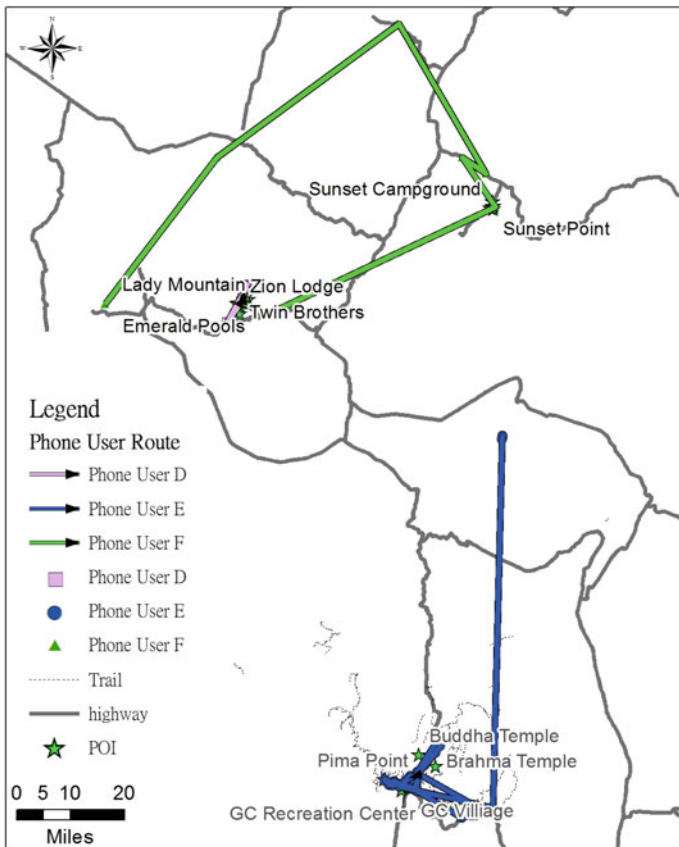 N
W E
S
Sunset Campground
Sunset Point
Lady Mountain Zion Lodge
Emerald Pools Twin Brothers
Legend
Phone User Route
Phone User D
Phone User E
Phone User F
Phone User D
Phone User E
Phone User F
Trail
highway
POI
Buddha Temple
Pima Point Brahma Temple
GC Recreation Center GC Villiage
0 5 10 20
Miles